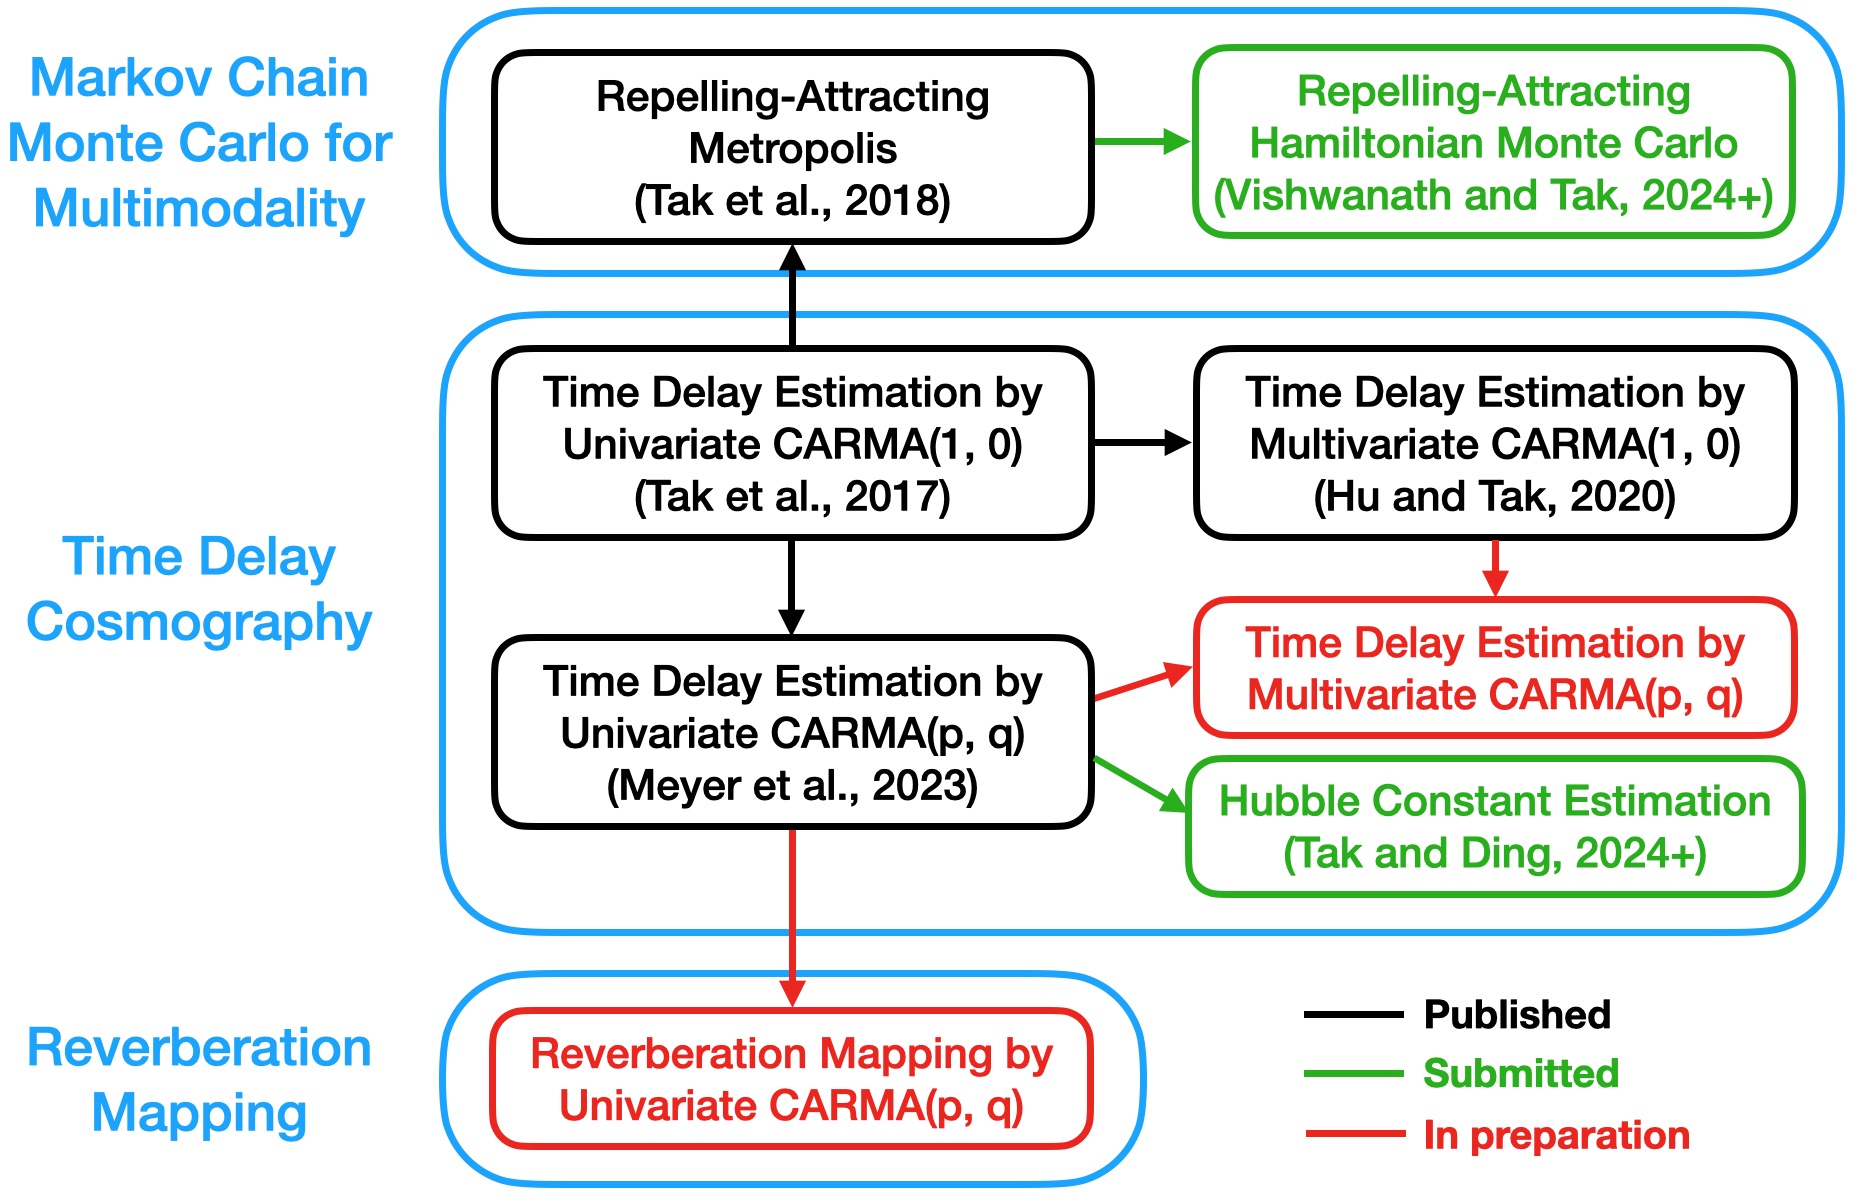 Markov Chain
Monte Carlo for
Multimodality
Repelling-Attracting
Metropolis
(Tak et al., 2018)
Repelling-Attracting
Hamiltonian Monte Carlo
(Vishwanath and Tak, 2024+)
Time Delay
Cosmography
Time Delay Estimation by
Univariate CARMA(1, 0)
(Tak et al., 2017)
Time Delay Estimation by
Multivariate CARMA(1, 0)
(Hu and Tak, 2020)
Time Delay Estimation by
Univariate CARMA(p, q)
(Meyer et al., 2023)
Time Delay Estimation by
Multivariate CARMA(p, q)
Hubble Constant Estimation
(Tak and Ding, 2024+)
Reverberation
Mapping
Reverberation Mapping by
Univariate CARMA(p, q)
Published
Submitted
In preparation